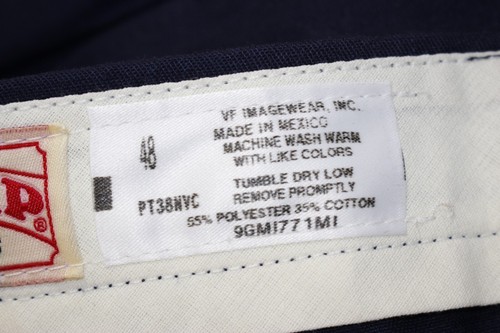 VF IMAGEWEAR, INC.
MADE IN MEXICO
MACHINE WASH WARM
WITH LIKE COLORS
TUMBLE DRY LOW
REMOVE PROMPTLY
65% POLYESTER 35% COTTON
9GMI771MI
48
PT38NVC
®